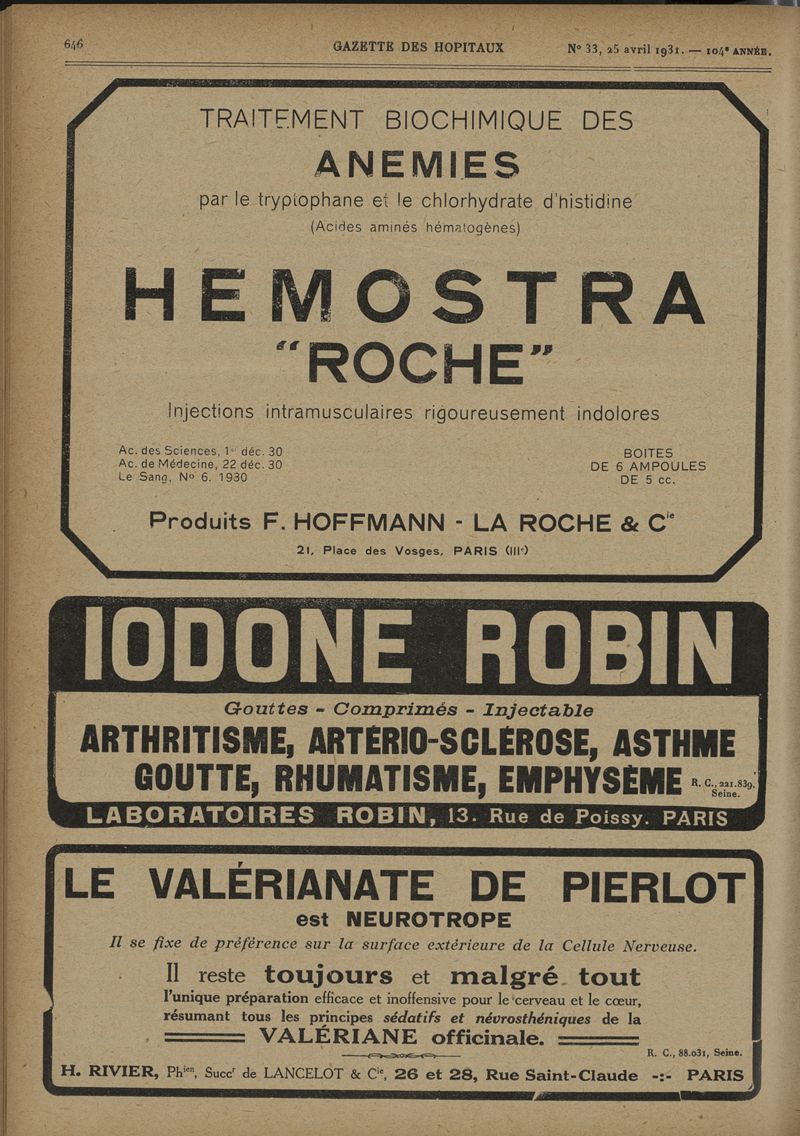 646
GAZETTE DES HOPITAUX
N° 33, 25 avril 1931. — 104e ANNÉE.
TRAITEMENT BIOCHIMIQUE DES
ANEMIES
par le tryptophane et le chlorhydrate d'histidine
(Acides aminés hématogènes)
HEMOSTRA
"ROCHE"
Injections intramusculaires rigoureusement indolores
Ac. des Sciences, 1er déc. 30
Ac. de Médecine, 22 déc. 30
Le Sang, No 6, 1930
BOITES
DE 6 AMPOULES
DE 5 cc.
Produits F. HOFFMANN - LA ROCHE & Cie
21, Place des Vosges, PARIS (IIIe)
IODONE ROBIN
Gouttes - Comprimés - Injectable
ARTHRITISME, ARTÉRIO-SCLÉROSE, ASTHME
GOUTTE, RHUMATISME, EMPHYSÈME
R. C., 221.839.
Seine.
LABORATOIRES ROBIN, 13. Rue de Poissy. PARIS
LE VALÉRIANATE DE PIERLOT
est NEUROTROPE
Il se fixe de préférence sur la surface extérieure de la Cellule Nerveuse.
Il reste toujours et malgré tout
l'unique préparation efficace et inoffensive pour le cerveau et le cœur,
résumant tous les principes sédatifs et névrosthéniques de la
VALÉRIANE officinale.
R. C., 88.031, Seine.
H. RIVIER, Phien, Succr de LANCELOT & Cie, 26 et 28, Rue Saint-Claude -:- PARIS